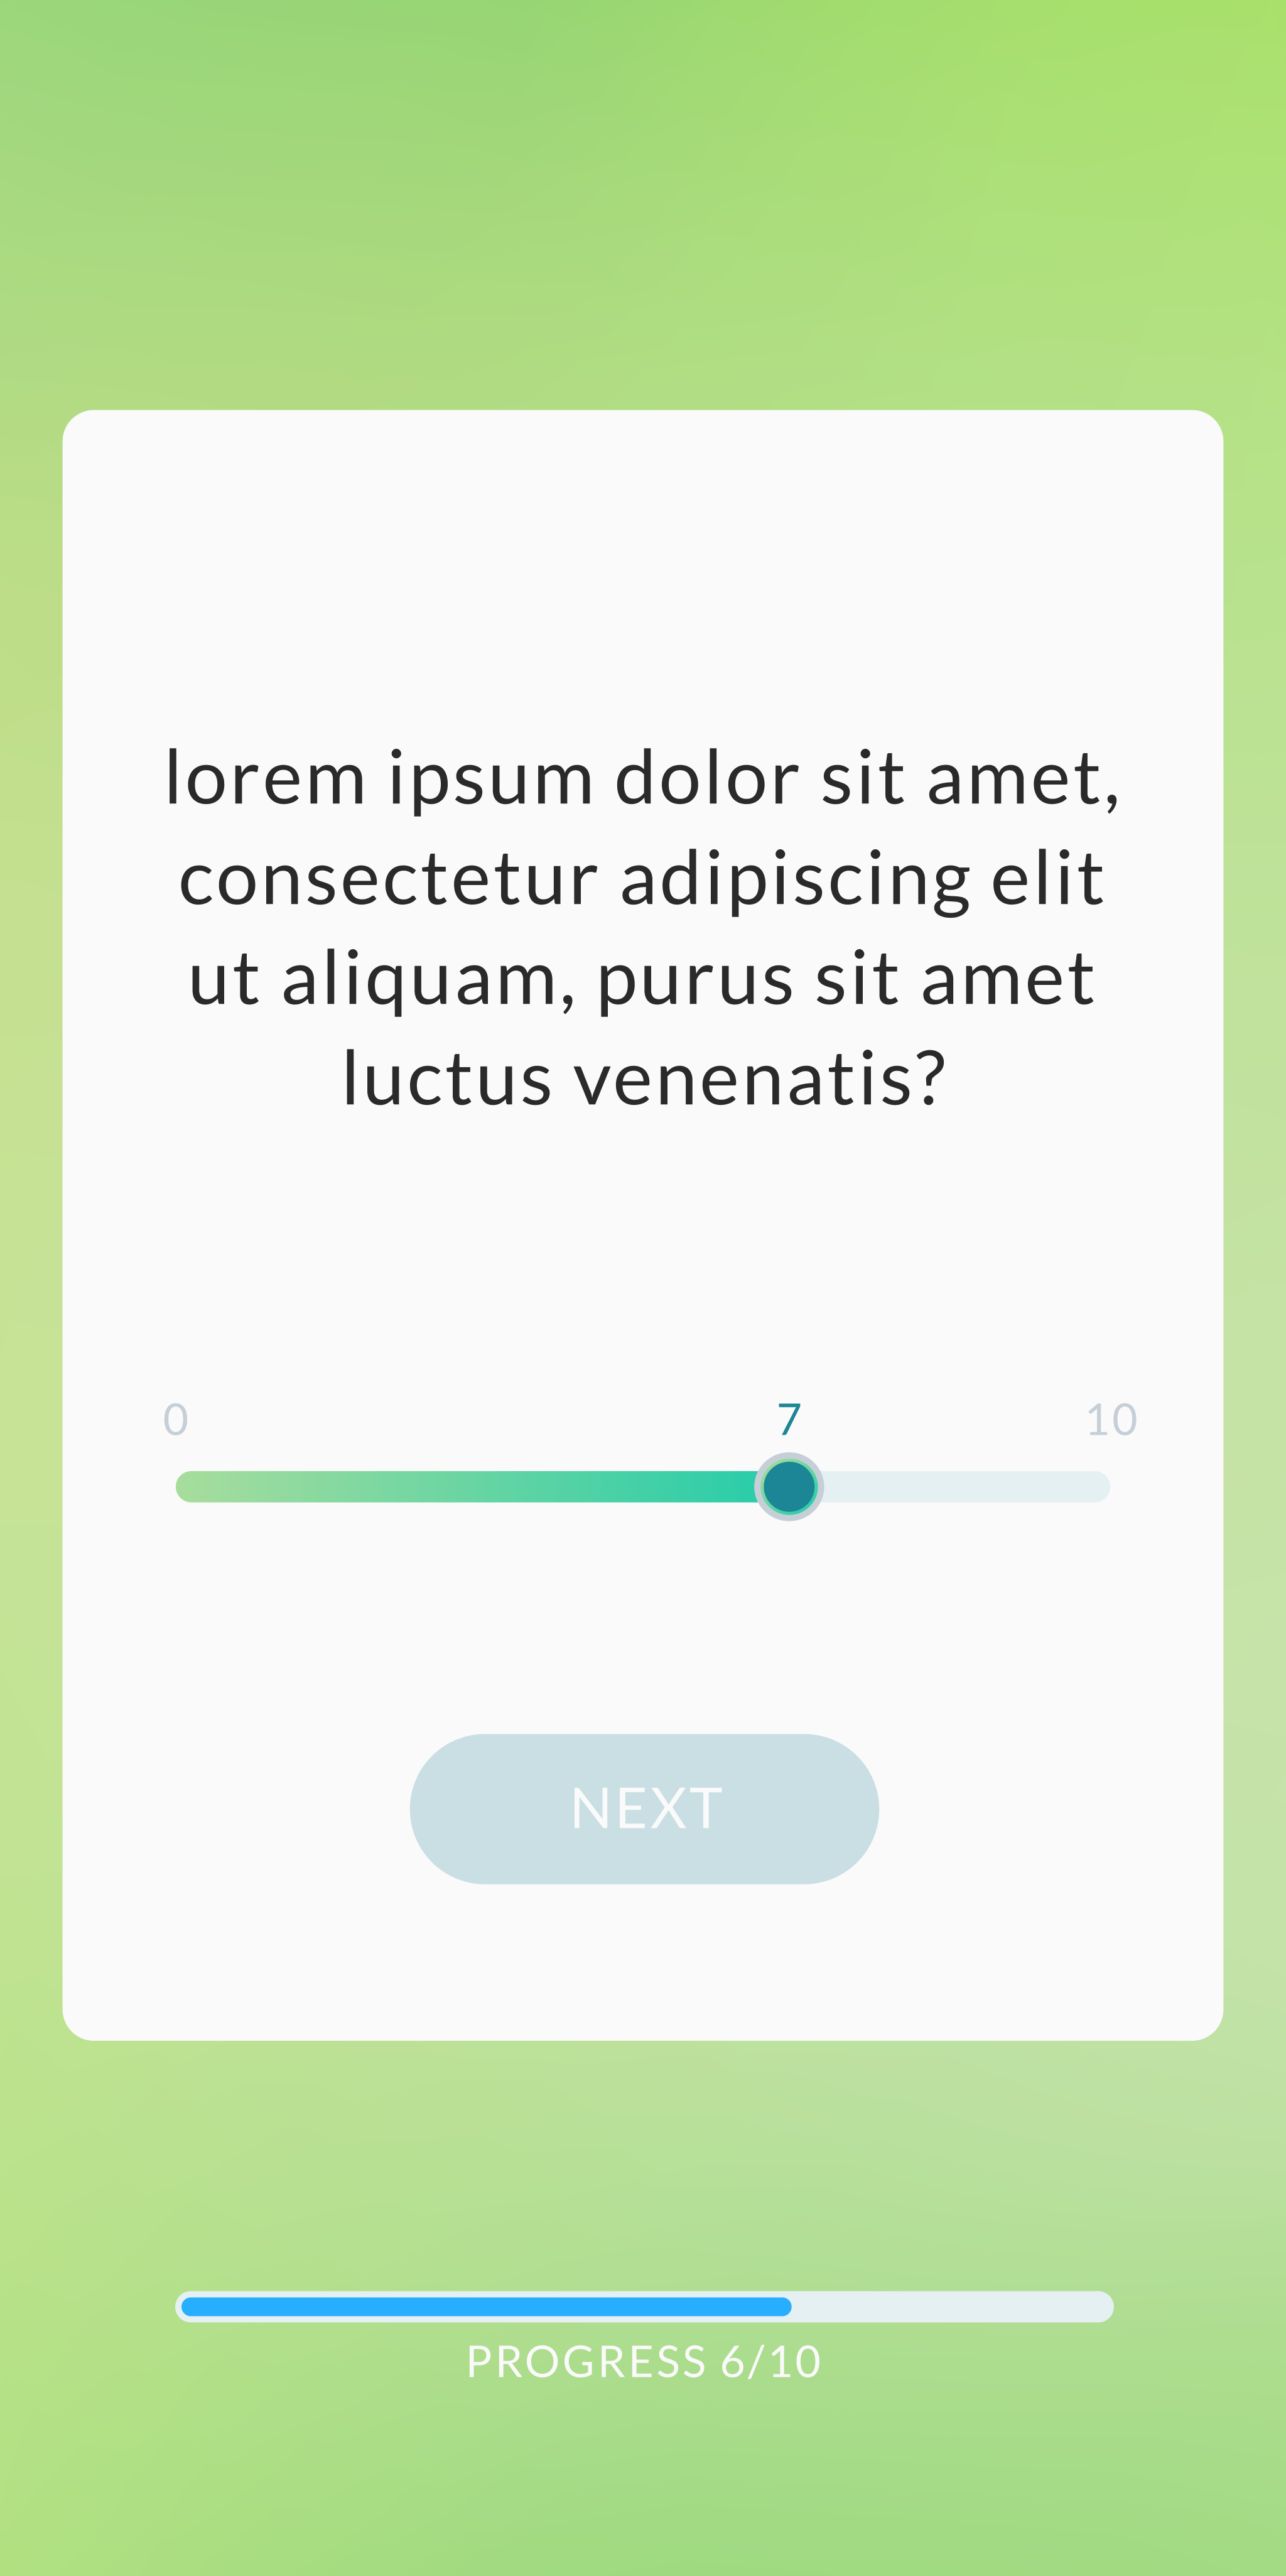 lorem ipsum dolor sit amet,
consectetur adipiscing elit
ut aliquam, purus sit amet
luctus venenatis?
0 7 10
NEXT
PROGRESS 6/10